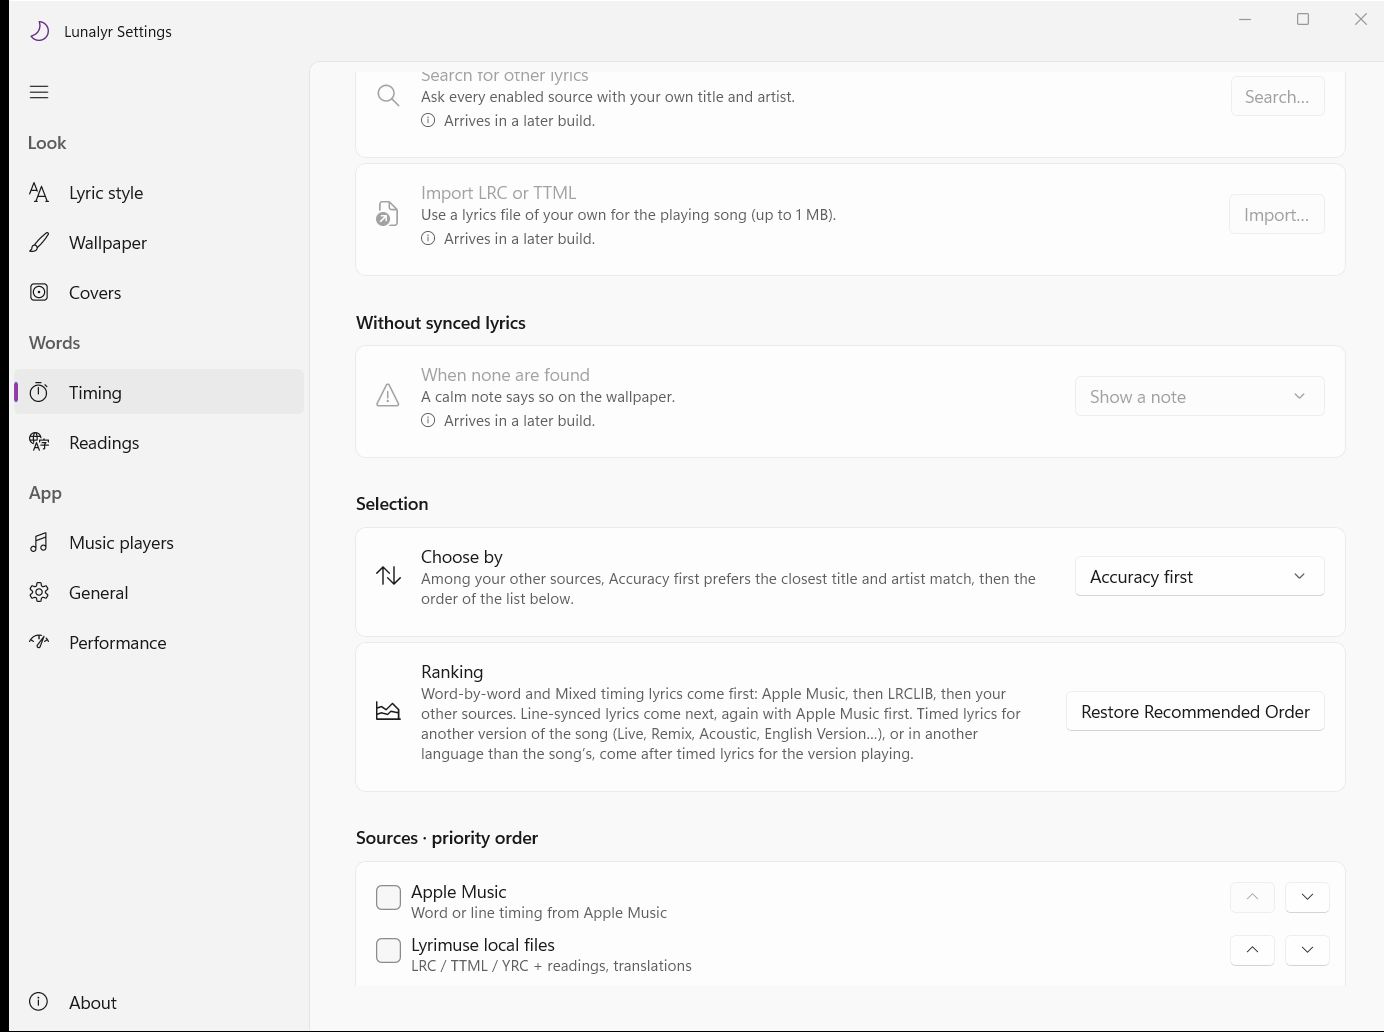 Lunalyr Settings
Look
Lyric style
Wallpaper
Covers
Words
Timing
Readings
App
Music players
General
Performance
About
Search for other lyrics
Ask every enabled source with your own title and artist.
Arrives in a later build.
Search...
Import LRC or TTML
Use a lyrics file of your own for the playing song (up to 1 MB).
Arrives in a later build.
Import...
Without synced lyrics
When none are found
A calm note says so on the wallpaper.
Arrives in a later build.
Show a note
Selection
Choose by
Among your other sources, Accuracy first prefers the closest title and artist match, then the
order of the list below.
Accuracy first
Ranking
Word-by-word and Mixed timing lyrics come first: Apple Music, then LRCLIB, then your
other sources. Line-synced lyrics come next, again with Apple Music first. Timed lyrics for
another version of the song (Live, Remix, Acoustic, English Version...), or in another
language than the song’s, come after timed lyrics for the version playing.
Restore Recommended Order
Sources · priority order
Apple Music
Word or line timing from Apple Music
Lyrimuse local files
LRC / TTML / YRC + readings, translations